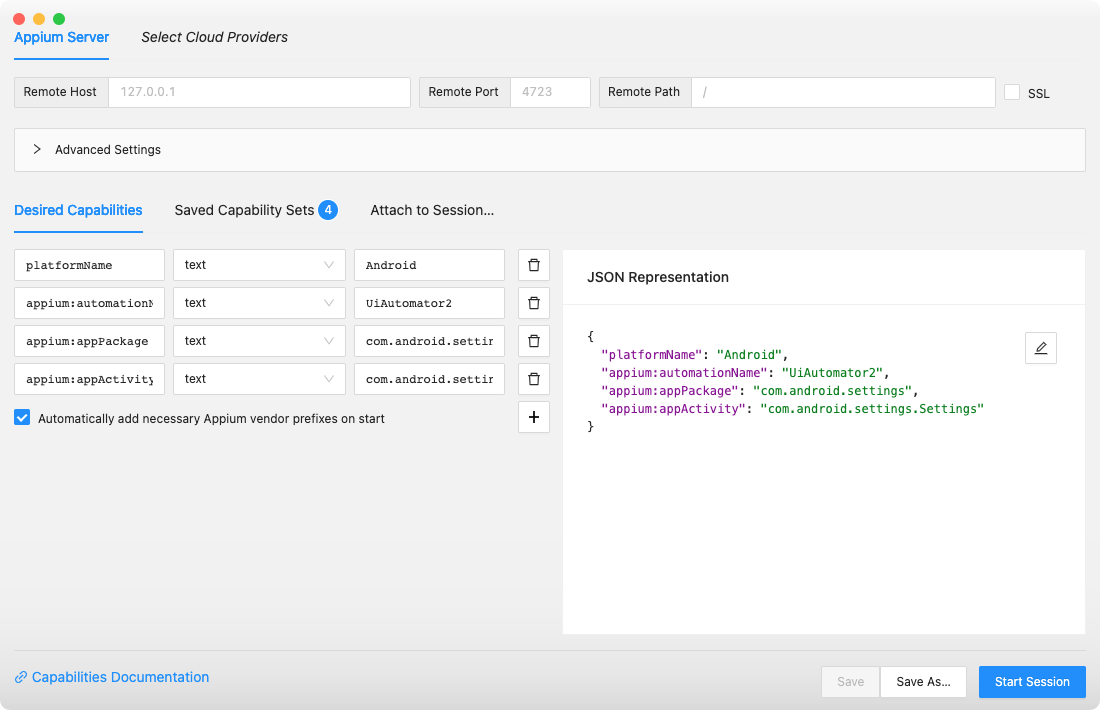 Appium Server Select Cloud Providers
Remote Host 127.0.0.1 Remote Port 4723 Remote Path / SSL
Advanced Settings
Desired Capabilities Saved Capability Sets 4 Attach to Session...
platformName text Android
appium:automationN text UiAutomator2
appium:appPackage text com.android.settin
appium:appActivity text com.android.settin
Automatically add necessary Appium vendor prefixes on start
JSON Representation
{
"platformName": "Android",
"appium:automationName": "UiAutomator2",
"appium:appPackage": "com.android.settings",
"appium:appActivity": "com.android.settings.Settings"
}
Capabilities Documentation Save Save As... Start Session